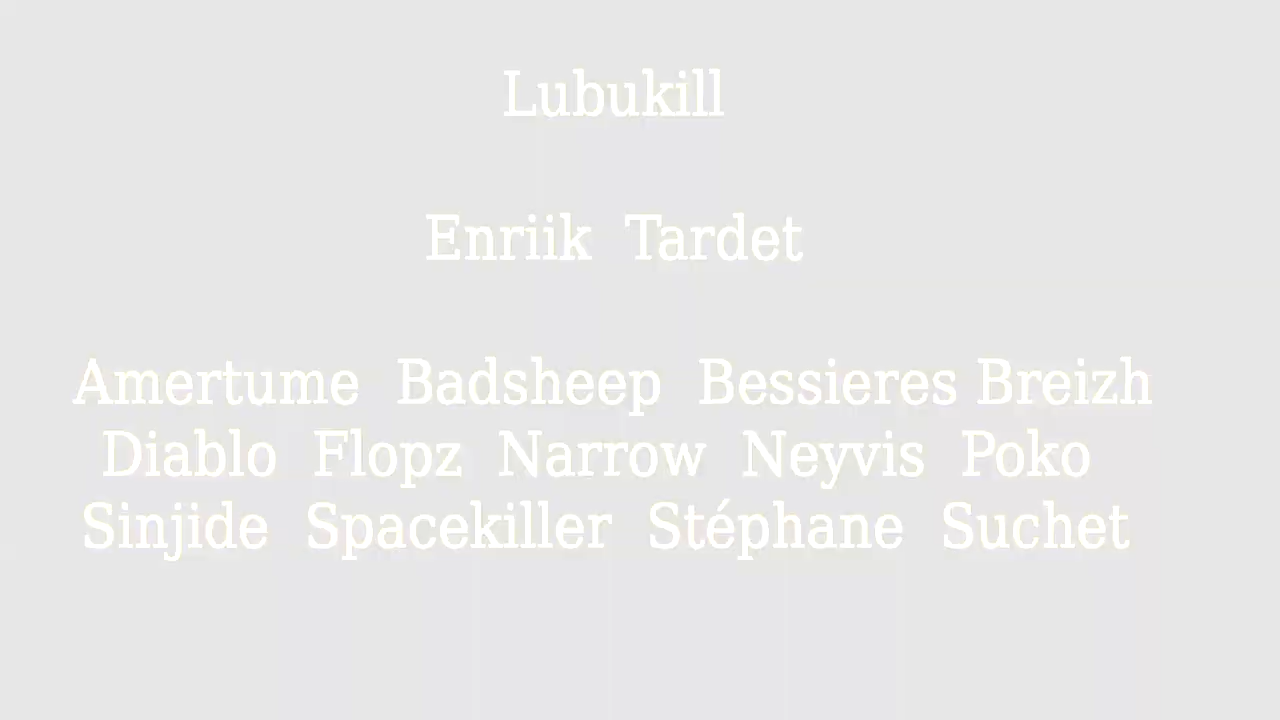 Lubukill
Enriik Tardet
Amertume Badsheep Bessieres Breizh
Diablo Flopz Narrow Neyvis Poko
Sinjide Spacekiller Stéphane Suchet